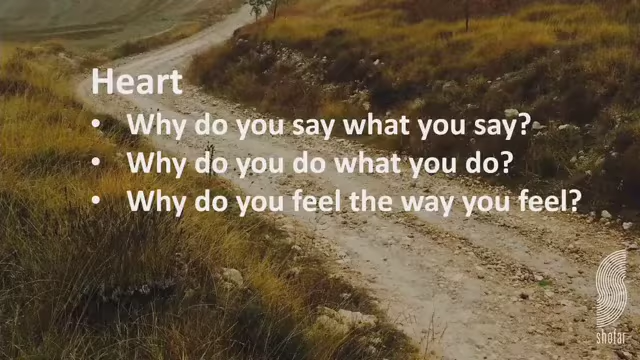 Heart
• Why do you say what you say?
• Why do you do what you do?
• Why do you feel the way you feel?
shofar